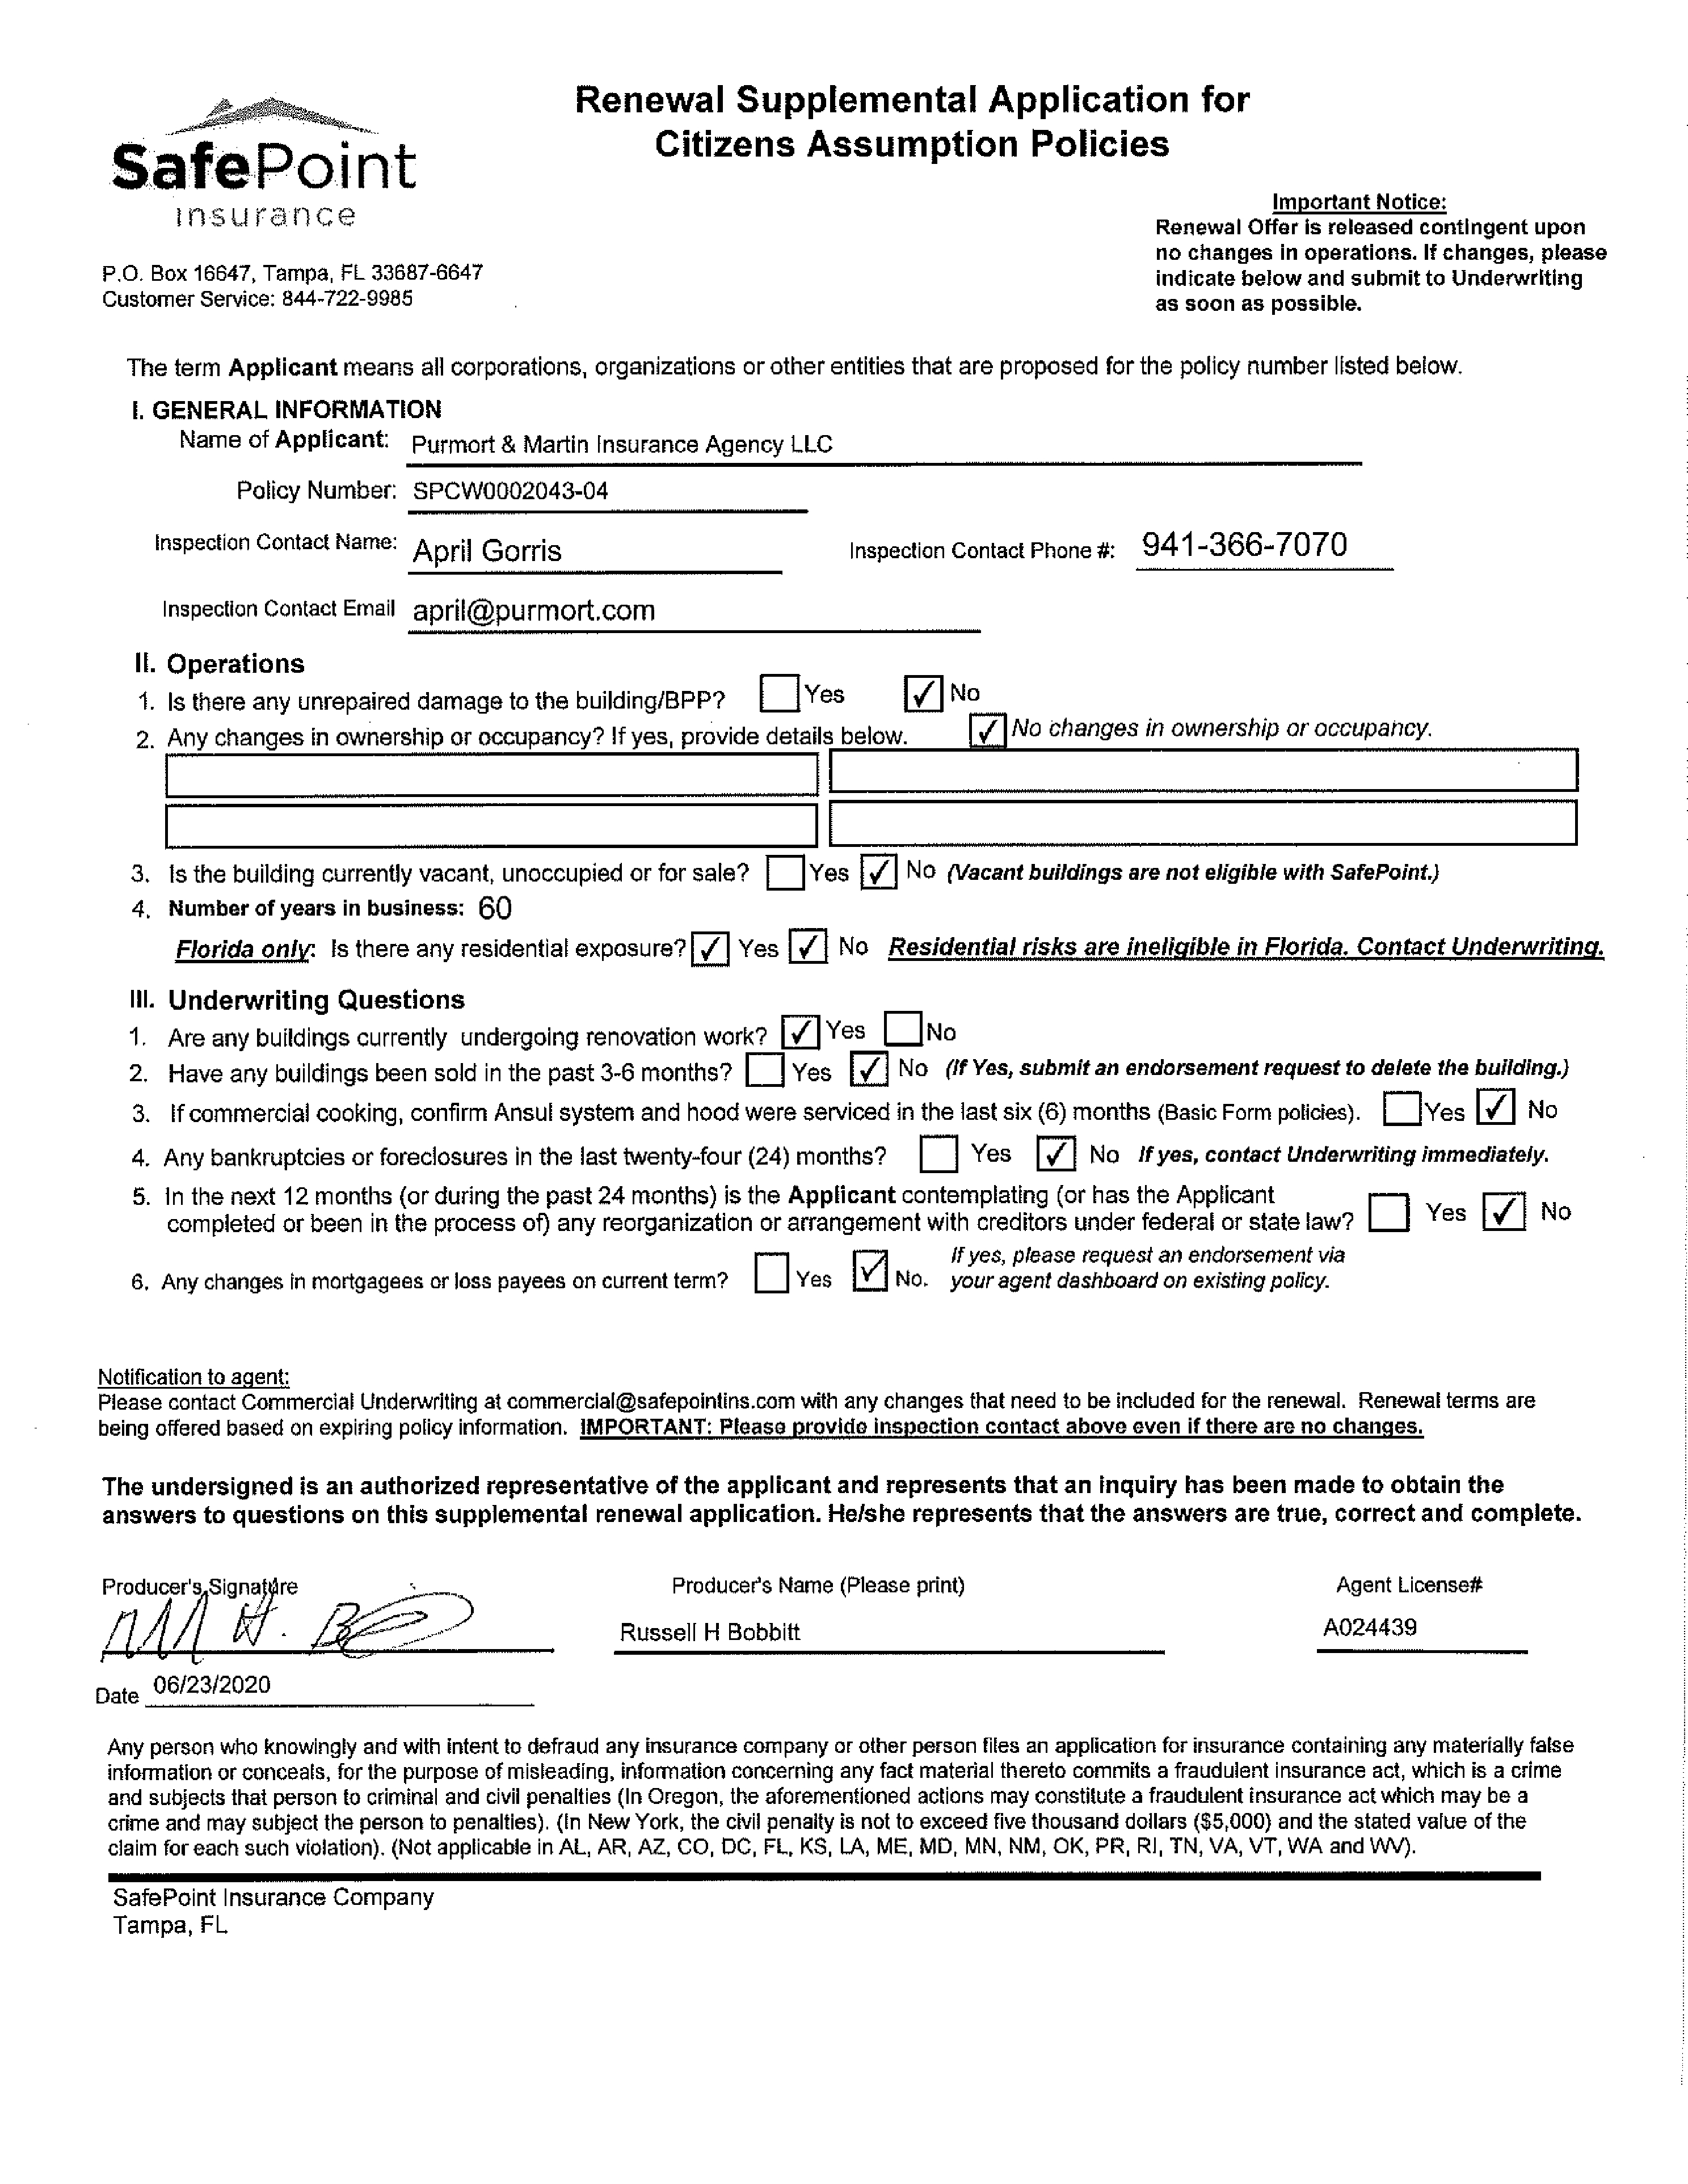 Renewal Supplemental Application for
Citizens Assumption Policies
SafePoint
insurance
P.O. Box 16647, Tampa, FL 33687-6647
Customer Service: 844-722-9985
Important Notice:
Renewal Offer is released contingent upon
no changes in operations. If changes, please
indicate below and submit to Underwriting
as soon as possible.
The term Applicant means all corporations, organizations or other entities that are proposed for the policy number listed below.
I. GENERAL INFORMATION
Name of Applicant: Purmort & Martin Insurance Agency LLC
Policy Number: SPCW0002043-04
Inspection Contact Name: April Gorris Inspection Contact Phone #: 941-366-7070
Inspection Contact Email april@purmort.com
II. Operations
1. Is there any unrepaired damage to the building/BPP? Yes ✓ No
2. Any changes in ownership or occupancy? If yes, provide details below. ✓ No changes in ownership or occupancy.
3. Is the building currently vacant, unoccupied or for sale? Yes ✓ No (Vacant buildings are not eligible with SafePoint.)
4. Number of years in business: 60
Florida only: Is there any residential exposure? ✓ Yes ✓ No Residential risks are ineligible in Florida. Contact Underwriting.
III. Underwriting Questions
1. Are any buildings currently undergoing renovation work? ✓ Yes No
2. Have any buildings been sold in the past 3-6 months? Yes ✓ No (If Yes, submit an endorsement request to delete the building.)
3. If commercial cooking, confirm Ansul system and hood were serviced in the last six (6) months (Basic Form policies). Yes ✓ No
4. Any bankruptcies or foreclosures in the last twenty-four (24) months? Yes ✓ No If yes, contact Underwriting immediately.
5. In the next 12 months (or during the past 24 months) is the Applicant contemplating (or has the Applicant
completed or been in the process of) any reorganization or arrangement with creditors under federal or state law? Yes ✓ No
6. Any changes in mortgagees or loss payees on current term? Yes ✓ No. If yes, please request an endorsement via
your agent dashboard on existing policy.
Notification to agent:
Please contact Commercial Underwriting at commercial@safepointins.com with any changes that need to be included for the renewal. Renewal terms are
being offered based on expiring policy information. IMPORTANT: Please provide inspection contact above even if there are no changes.
The undersigned is an authorized representative of the applicant and represents that an inquiry has been made to obtain the
answers to questions on this supplemental renewal application. He/she represents that the answers are true, correct and complete.
Producer's Signature Producer's Name (Please print) Agent License#
Russell H Bobbitt A024439
Date 06/23/2020
Any person who knowingly and with intent to defraud any insurance company or other person files an application for insurance containing any materially false
information or conceals, for the purpose of misleading, information concerning any fact material thereto commits a fraudulent insurance act, which is a crime
and subjects that person to criminal and civil penalties (In Oregon, the aforementioned actions may constitute a fraudulent insurance act which may be a
crime and may subject the person to penalties). (In New York, the civil penalty is not to exceed five thousand dollars ($5,000) and the stated value of the
claim for each such violation). (Not applicable in AL, AR, AZ, CO, DC, FL, KS, LA, ME, MD, MN, NM, OK, PR, RI, TN, VA, VT, WA and WV).
SafePoint Insurance Company
Tampa, FL